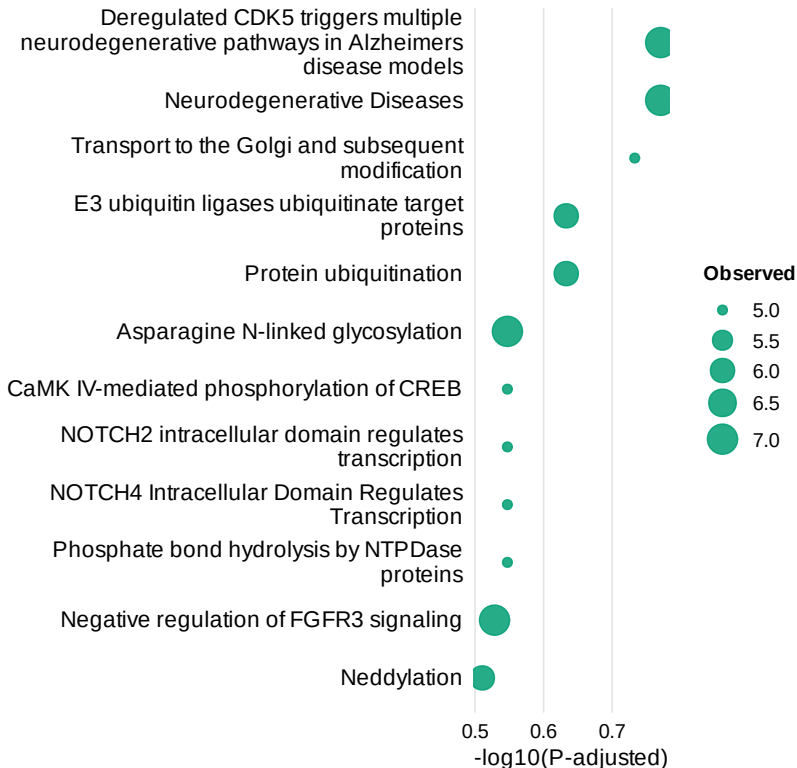 Deregulated CDK5 triggers multiple
neurodegenerative pathways in Alzheimers
disease models
Neurodegenerative Diseases
Transport to the Golgi and subsequent
modification
E3 ubiquitin ligases ubiquitinate target
proteins
Protein ubiquitination
Asparagine N-linked glycosylation
CaMK IV-mediated phosphorylation of CREB
NOTCH2 intracellular domain regulates
transcription
NOTCH4 Intracellular Domain Regulates
Transcription
Phosphate bond hydrolysis by NTPDase
proteins
Negative regulation of FGFR3 signaling
Neddylation
0.5 0.6 0.7
-log10(P-adjusted)
Observed
5.0
5.5
6.0
6.5
7.0